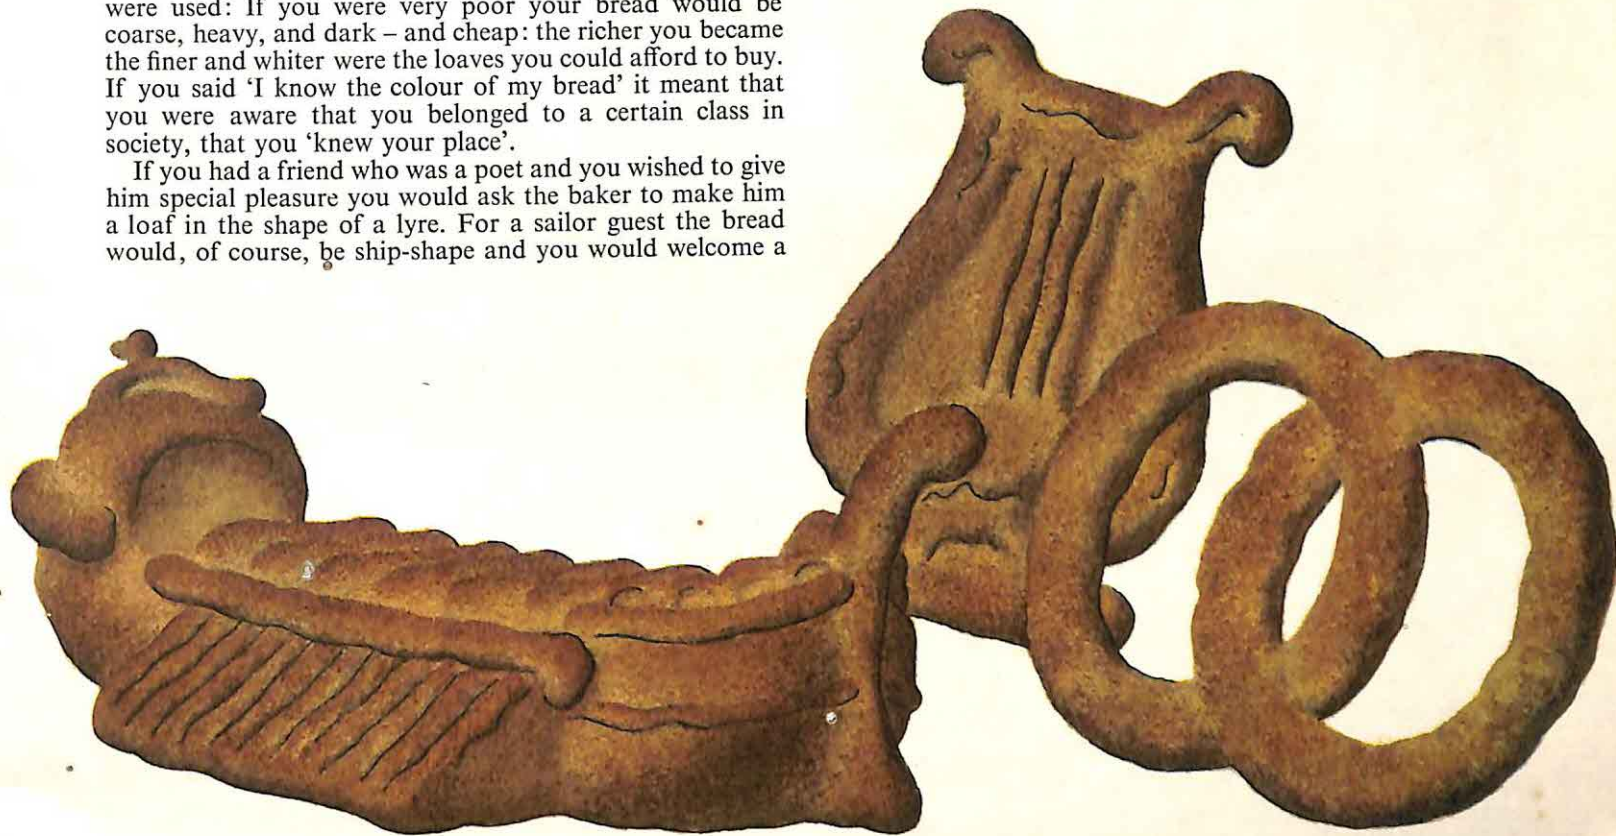 were used: If you were very poor your bread would be
coarse, heavy, and dark – and cheap: the richer you became
the finer and whiter were the loaves you could afford to buy.
If you said ‘I know the colour of my bread’ it meant that
you were aware that you belonged to a certain class in
society, that you ‘knew your place’.
If you had a friend who was a poet and you wished to give
him special pleasure you would ask the baker to make him
a loaf in the shape of a lyre. For a sailor guest the bread
would, of course, be ship-shape and you would welcome a